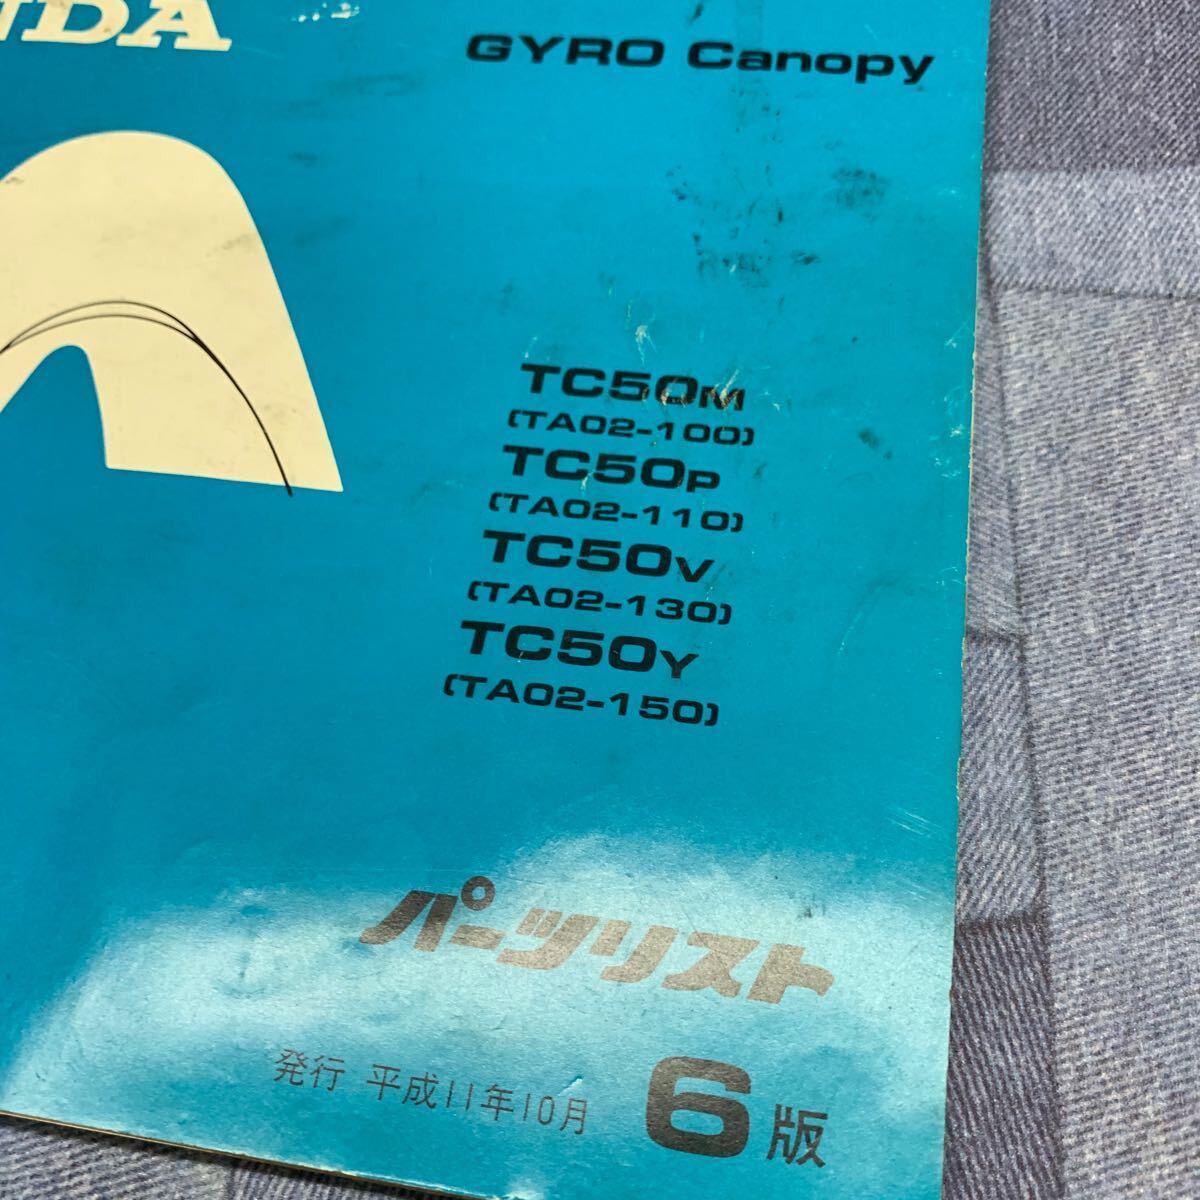 NDA
GYRO Canopy
TC50M
(TA02-100)
TC50P
(TA02-110)
TC50V
(TA02-130)
TC50Y
(TA02-150)
パーツリスト
発行 平成11年10月 6版